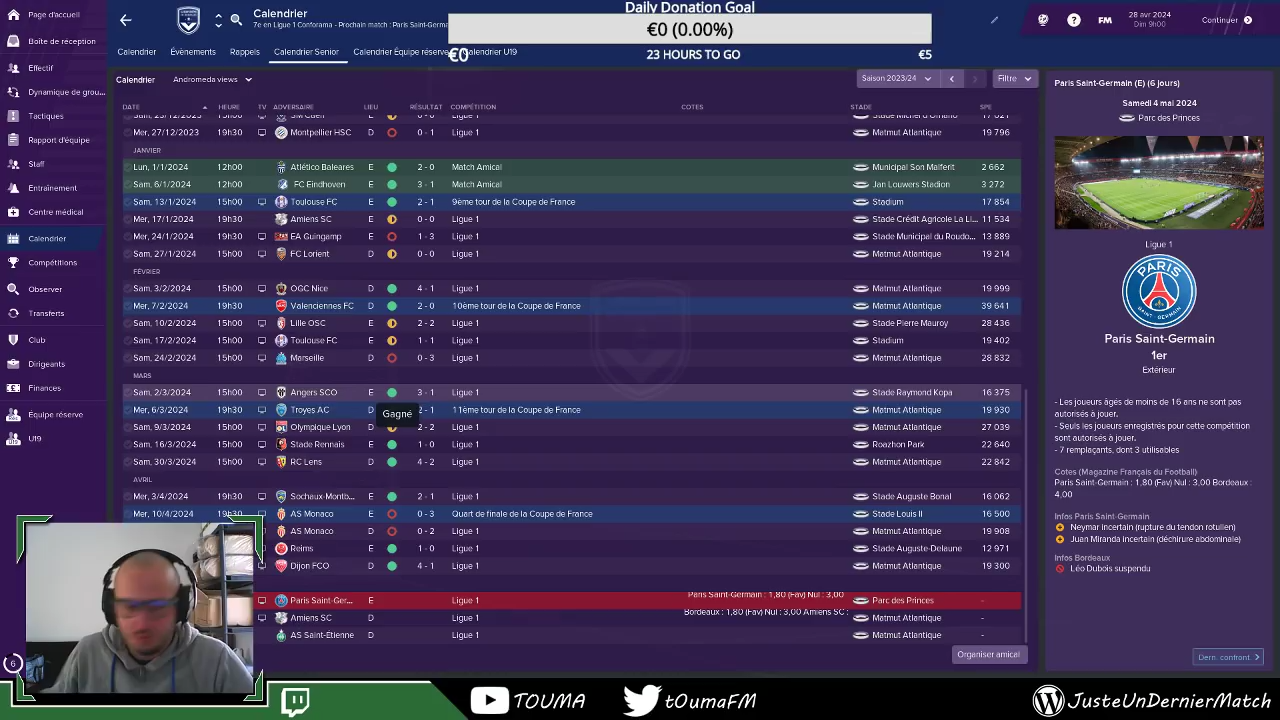 Page d'accueil
Boîte de réception
Effectif
Dynamique de grou...
Tactiques
Rapport d'équipe
Staff
Entraînement
Centre médical
Calendrier
Compétitions
Observer
Transferts
Club
Dirigeants
Finances
Équipe réserve
U19
Calendrier
7e en Ligue 1 Conforama - Prochain match : Paris Saint-Germa
Calendrier Évènements Rappels Calendrier Senior Calendrier Équipe réserve Calendrier U19
Daily Donation Goal
€0 (0.00%)
€0 23 HOURS TO GO €5
FM
28 avr 2024
Dim 9h00
Continuer
Calendrier Andromeda views
Saison 2023/24 Filtre
DATE HEURE TV ADVERSAIRE LIEU RÉSULTAT COMPÉTITION COTES STADE SPE
Sam, 23/12/2023 15h00 SM Caen E 0 - 0 Ligue 1 Stade Michel d'Ornano 17 021
Mer, 27/12/2023 19h30 Montpellier HSC D 0 - 1 Ligue 1 Matmut Atlantique 19 796
JANVIER
Lun, 1/1/2024 12h00 Atlético Baleares E 2 - 0 Match Amical Municipal Son Malferit 2 662
Sam, 6/1/2024 12h00 FC Eindhoven E 3 - 1 Match Amical Jan Louwers Stadion 3 272
Sam, 13/1/2024 15h00 Toulouse FC E 2 - 1 9ème tour de la Coupe de France Stadium 17 854
Mer, 17/1/2024 19h30 Amiens SC E 0 - 0 Ligue 1 Stade Crédit Agricole La Li... 11 534
Mer, 24/1/2024 19h30 EA Guingamp E 1 - 3 Ligue 1 Stade Municipal du Roudo... 13 889
Sam, 27/1/2024 15h00 FC Lorient D 0 - 0 Ligue 1 Matmut Atlantique 19 214
FÉVRIER
Sam, 3/2/2024 15h00 OGC Nice D 4 - 1 Ligue 1 Matmut Atlantique 19 999
Mer, 7/2/2024 19h30 Valenciennes FC D 2 - 0 10ème tour de la Coupe de France Matmut Atlantique 39 641
Sam, 10/2/2024 15h00 Lille OSC E 2 - 2 Ligue 1 Stade Pierre Mauroy 28 436
Sam, 17/2/2024 15h00 Toulouse FC E 1 - 1 Ligue 1 Stadium 19 402
Sam, 24/2/2024 15h00 Marseille D 0 - 3 Ligue 1 Matmut Atlantique 28 832
MARS
Sam, 2/3/2024 15h00 Angers SCO E 3 - 1 Ligue 1 Stade Raymond Kopa 16 375
Mer, 6/3/2024 19h30 Troyes AC D 2 - 1 11ème tour de la Coupe de France Matmut Atlantique 19 930
Gagné
Sam, 9/3/2024 15h00 Olympique Lyon D 2 - 2 Ligue 1 Matmut Atlantique 27 039
Sam, 16/3/2024 15h00 Stade Rennais E 1 - 0 Ligue 1 Roazhon Park 22 640
Sam, 30/3/2024 15h00 RC Lens D 4 - 2 Ligue 1 Matmut Atlantique 22 842
AVRIL
Mer, 3/4/2024 19h30 Sochaux-Montb... E 2 - 1 Ligue 1 Stade Auguste Bonal 16 062
Mer, 10/4/2024 19h30 AS Monaco E 0 - 3 Quart de finale de la Coupe de France Stade Louis II 16 500
AS Monaco D 0 - 2 Ligue 1 Matmut Atlantique 19 908
Reims E 1 - 0 Ligue 1 Stade Auguste-Delaune 12 971
Dijon FCO D 4 - 1 Ligue 1 Matmut Atlantique 19 300
Paris Saint-Ger... E Ligue 1 Paris Saint-Germain : 1,80 (Fav) Nul : 3,00 Parc des Princes -
Amiens SC D Ligue 1 Bordeaux : 1,80 (Fav) Nul : 3,00 Amiens SC : Matmut Atlantique -
AS Saint-Etienne D Ligue 1 Matmut Atlantique -
Organiser amical
Paris Saint-Germain (E) (6 jours)
Samedi 4 mai 2024
Parc des Princes
Ligue 1
PARIS
SAINT-GERMAIN
Paris Saint-Germain
1er
Extérieur
- Les joueurs âgés de moins de 16 ans ne sont pas
autorisés à jouer.
- Seuls les joueurs enregistrés pour cette compétition
sont autorisés à jouer.
- 7 remplaçants, dont 3 utilisables
Cotes (Magazine Français du Football)
Paris Saint-Germain : 1,80 (Fav) Nul : 3,00 Bordeaux :
4,00
Infos Paris Saint-Germain
Neymar incertain (rupture du tendon rotulien)
Juan Miranda incertain (déchirure abdominale)
Infos Bordeaux
Léo Dubois suspendu
Dern. confront
6
TOUMA
tOumaFM
JusteUnDernierMatch